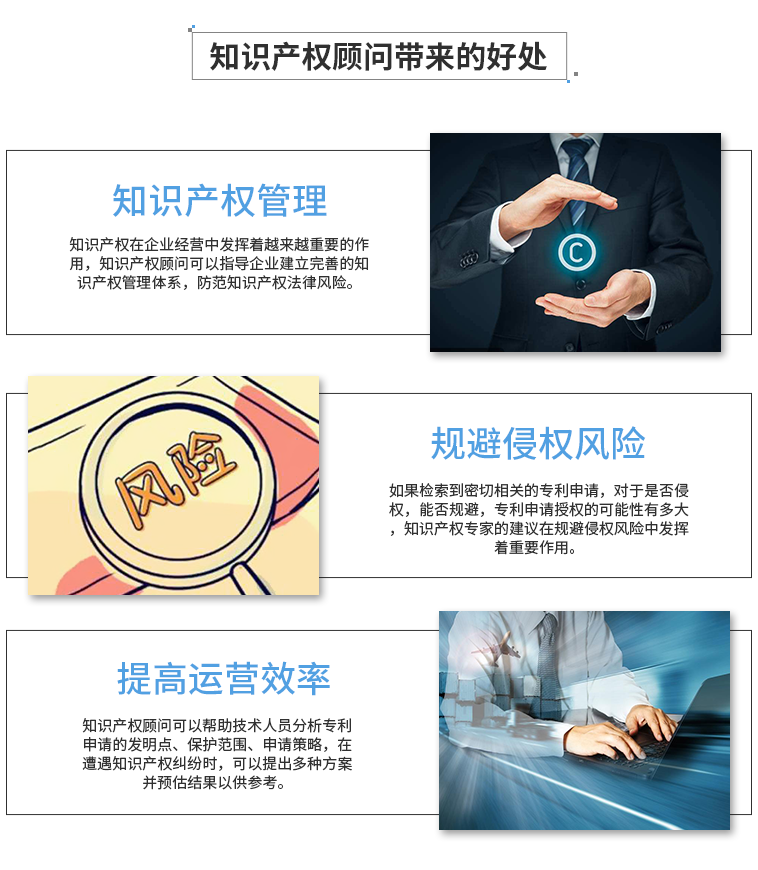 知识产权顾问带来的好处
知识产权管理
知识产权在企业经营中发挥着越来越重要的作
用，知识产权顾问可以指导企业建立完善的知
识产权管理体系，防范知识产权法律风险。
©
风险
规避侵权风险
如果检索到密切相关的专利申请，对于是否侵
权，能否规避，专利申请授权的可能性有多大
，知识产权专家的建议在规避侵权风险中发挥
着重要作用。
提高运营效率
知识产权顾问可以帮助技术人员分析专利
申请的发明点、保护范围、申请策略，在
遭遇知识产权纠纷时，可以提出多种方案
并预估结果以供参考。